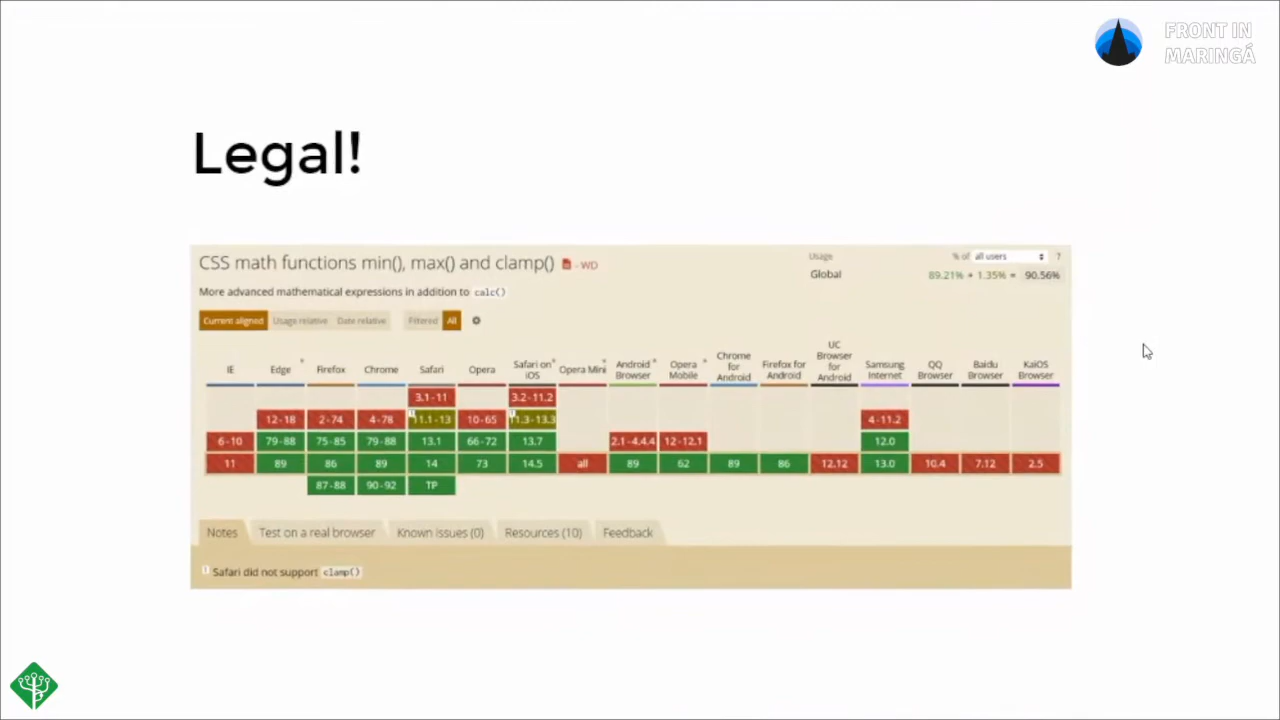 FRONT IN
MARINGÁ
Legal!
CSS math functions min(), max() and clamp() - WD
Usage % of all users ?
Global 89.21% + 1.35% = 90.56%
More advanced mathematical expressions in addition to calc()
Current aligned Usage relative Date relative Filtered All
IE Edge * Firefox Chrome Safari Opera Safari on iOS * Opera Mini Android Browser * Opera Mobile * Chrome for Android Firefox for Android UC Browser for Android Samsung Internet QQ Browser Baidu Browser KaiOS Browser
3.1-11 3.2-11.2
12-18 2-74 4-78 1 11.1-13 10-65 1 11.3-13.3 4-11.2
6-10 79-88 75-85 79-88 13.1 66-72 13.7 2.1-4.4.4 12-12.1 12.0
11 89 86 89 14 73 14.5 all 89 62 89 86 12.12 13.0 10.4 7.12 2.5
87-88 90-92 TP
Notes Test on a real browser Known issues (0) Resources (10) Feedback
1 Safari did not support clamp()